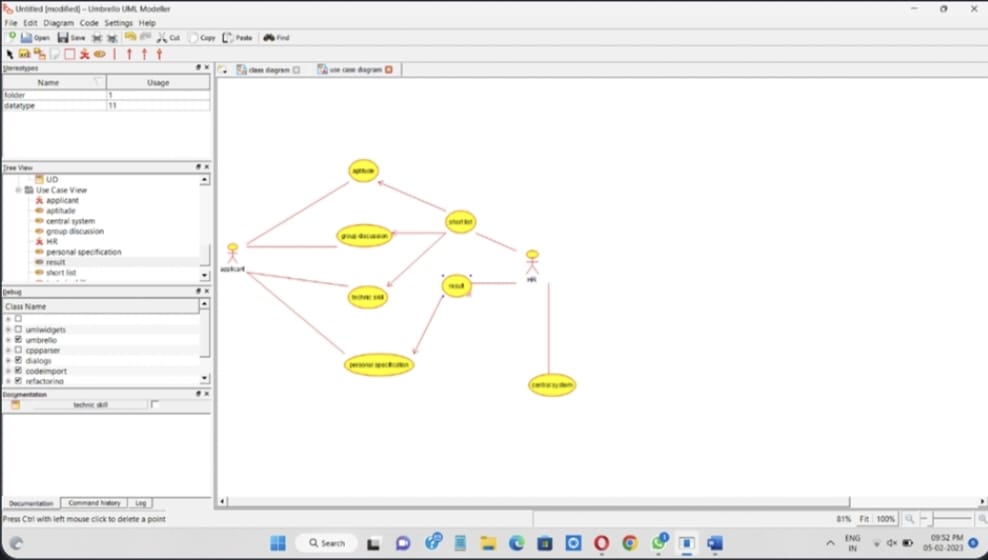 Untitled [modified] – Umbrello UML Modeller
File Edit Diagram Code Settings Help
Open Save Cut Copy Paste Find
Stereotypes
Name Usage
folder 1
datatype 11
Tree View
UD
Use Case View
applicant
aptitude
central system
group discussion
HR
personal specification
result
short list
Debug
Class Name
umlwidgets
umbrello
cppparser
dialogs
codeimport
refactoring
Documentation
technic skill
Documentation Command history Log
Press Ctrl with left mouse click to delete a point
class diagram use case diagram
aptitude
short list
group discussion
applicant
HR
result
technic skill
personal specification
central system
81% Fit 100%
Search
ENG
IN
09:52 PM
05-02-2023